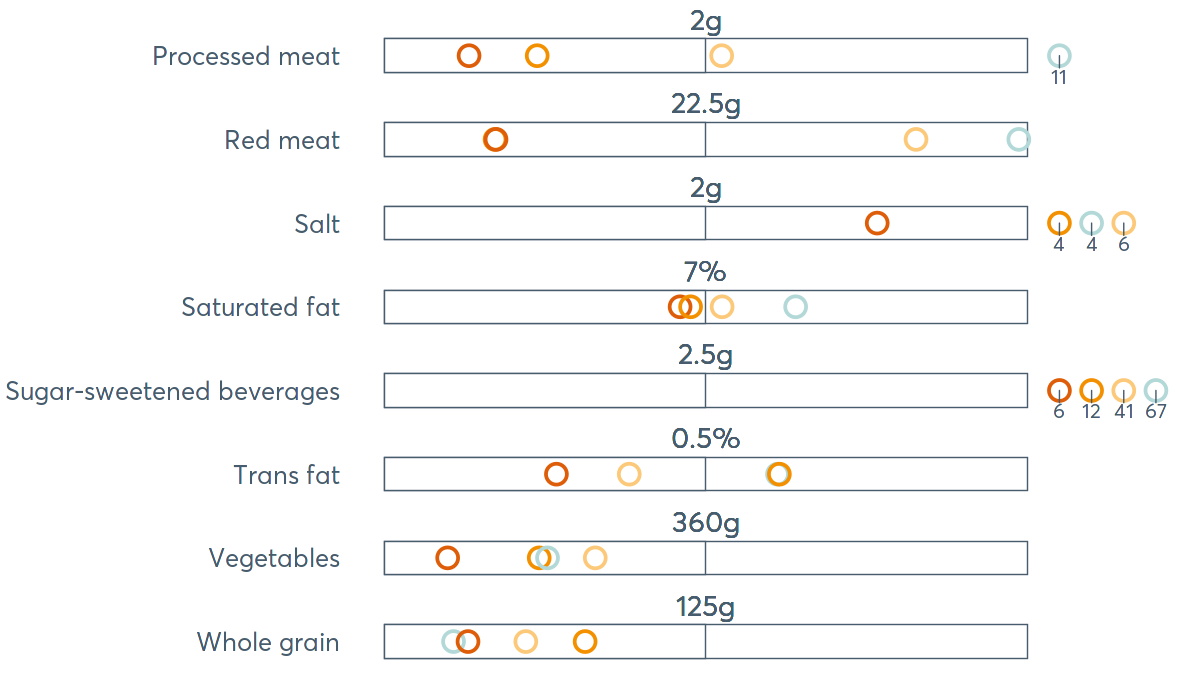 2g
Processed meat
11
22.5g
Red meat
2g
Salt
4 4 6
7%
Saturated fat
2.5g
Sugar-sweetened beverages
6 12 41 67
0.5%
Trans fat
360g
Vegetables
125g
Whole grain